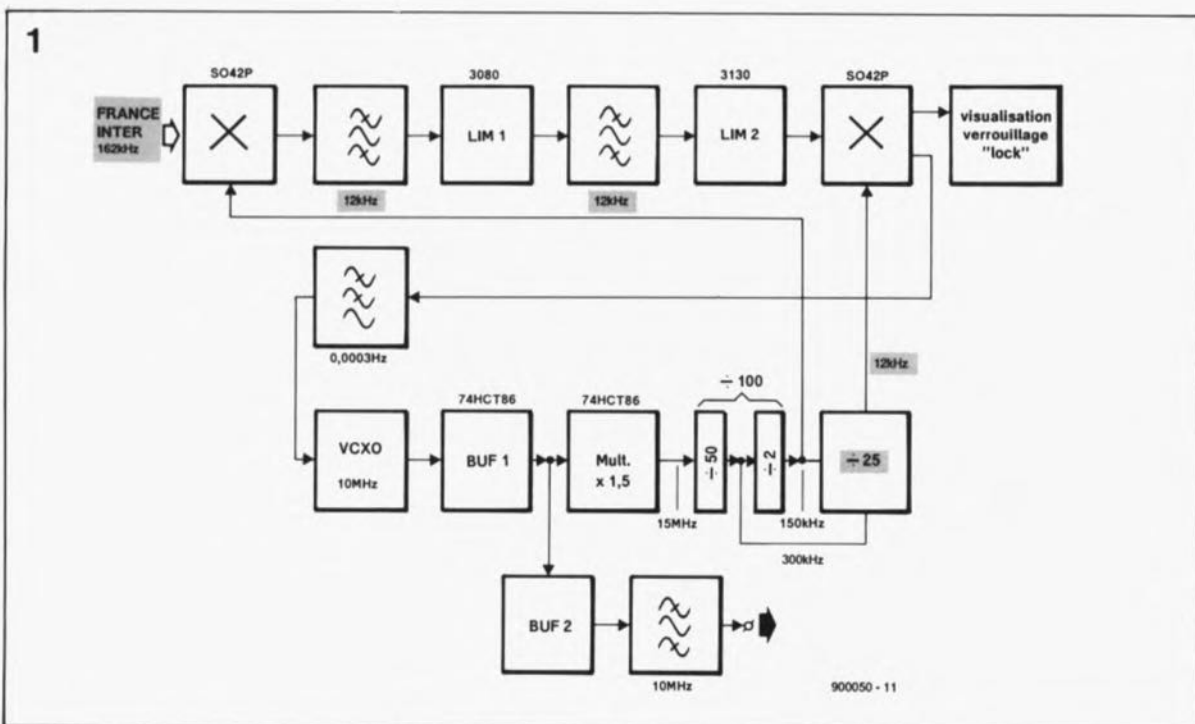 1
SO42P
3080
3130
SO42P
FRANCE
INTER
162kHz
LIM 1
LIM 2
visualisation
verrouillage
"lock"
12kHz
12kHz
0,0003Hz
12kHz
÷ 100
74HCT86
74HCT86
VCXO
10MHz
BUF 1
Mult.
x 1,5
÷ 50
÷ 2
÷ 25
15MHz
150kHz
300kHz
BUF 2
10MHz
900050 - 11